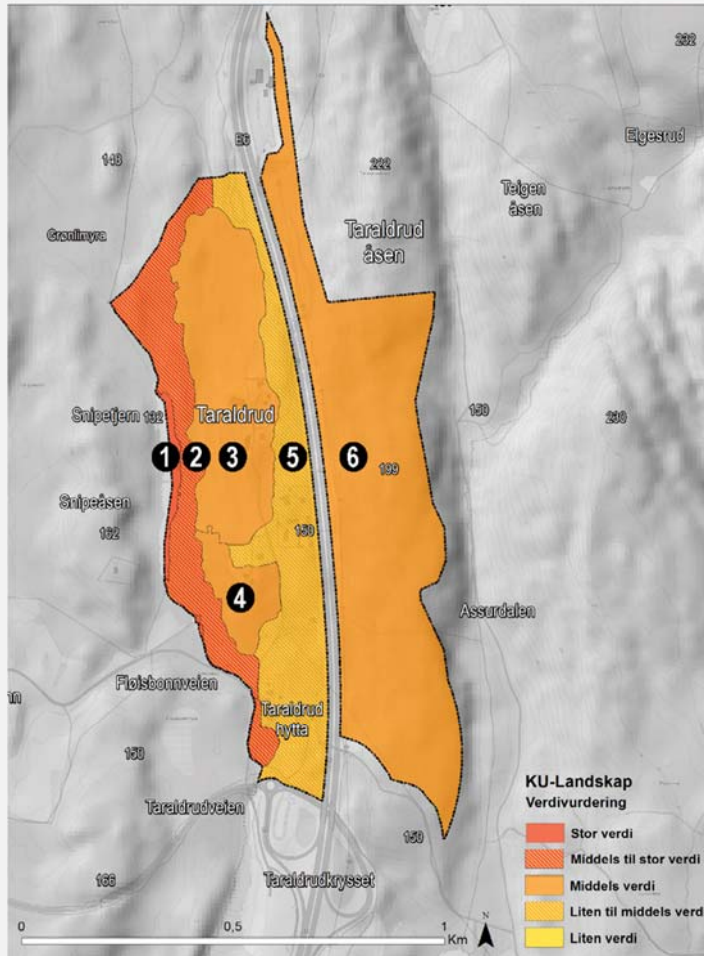 232
Elgesrud
E6
148
222
Teigen
åsen
Grønlimyra
Taraldrud
åsen
Snipetjern 132
Taraldrud
150
230
1
2
3
5
6
199
Snipeåsen
162
150
4
Assurdalen
Fløisbonnveien
Taraldrud
hytta
150
Taraldrudveien
150
166
Taraldrudkrysset
KU-Landskap
Verdivurdering
Stor verdi
Middels til stor verdi
Middels verdi
Liten til middels verdi
Liten verdi
0
0,5
1
Km
N